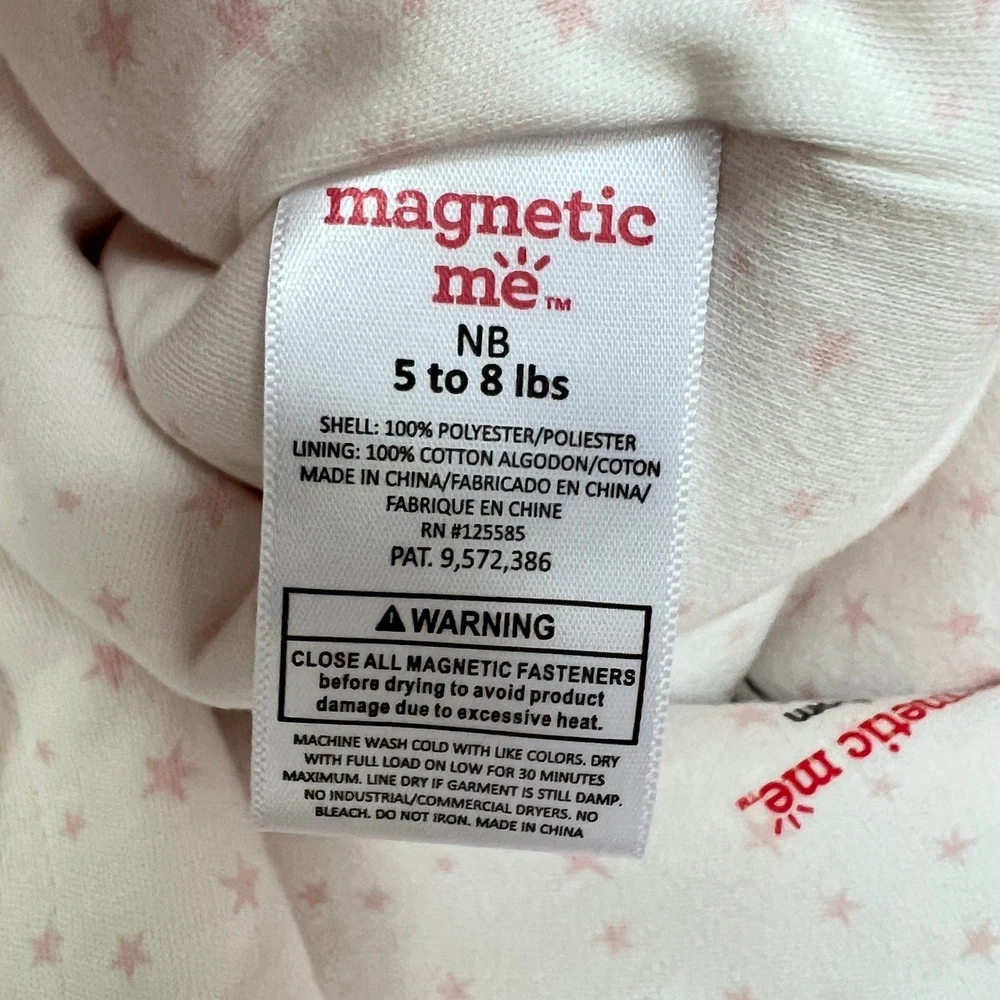 magnetic
me™
NB
5 to 8 lbs
SHELL: 100% POLYESTER/POLIESTER
LINING: 100% COTTON ALGODON/COTON
MADE IN CHINA/FABRICADO EN CHINA/
FABRIQUE EN CHINE
RN #125585
PAT. 9,572,386
⚠ WARNING
CLOSE ALL MAGNETIC FASTENERS
before drying to avoid product
damage due to excessive heat.
MACHINE WASH COLD WITH LIKE COLORS. DRY
WITH FULL LOAD ON LOW FOR 30 MINUTES
MAXIMUM. LINE DRY IF GARMENT IS STILL DAMP.
NO INDUSTRIAL/COMMERCIAL DRYERS. NO
BLEACH. DO NOT IRON. MADE IN CHINA
me™